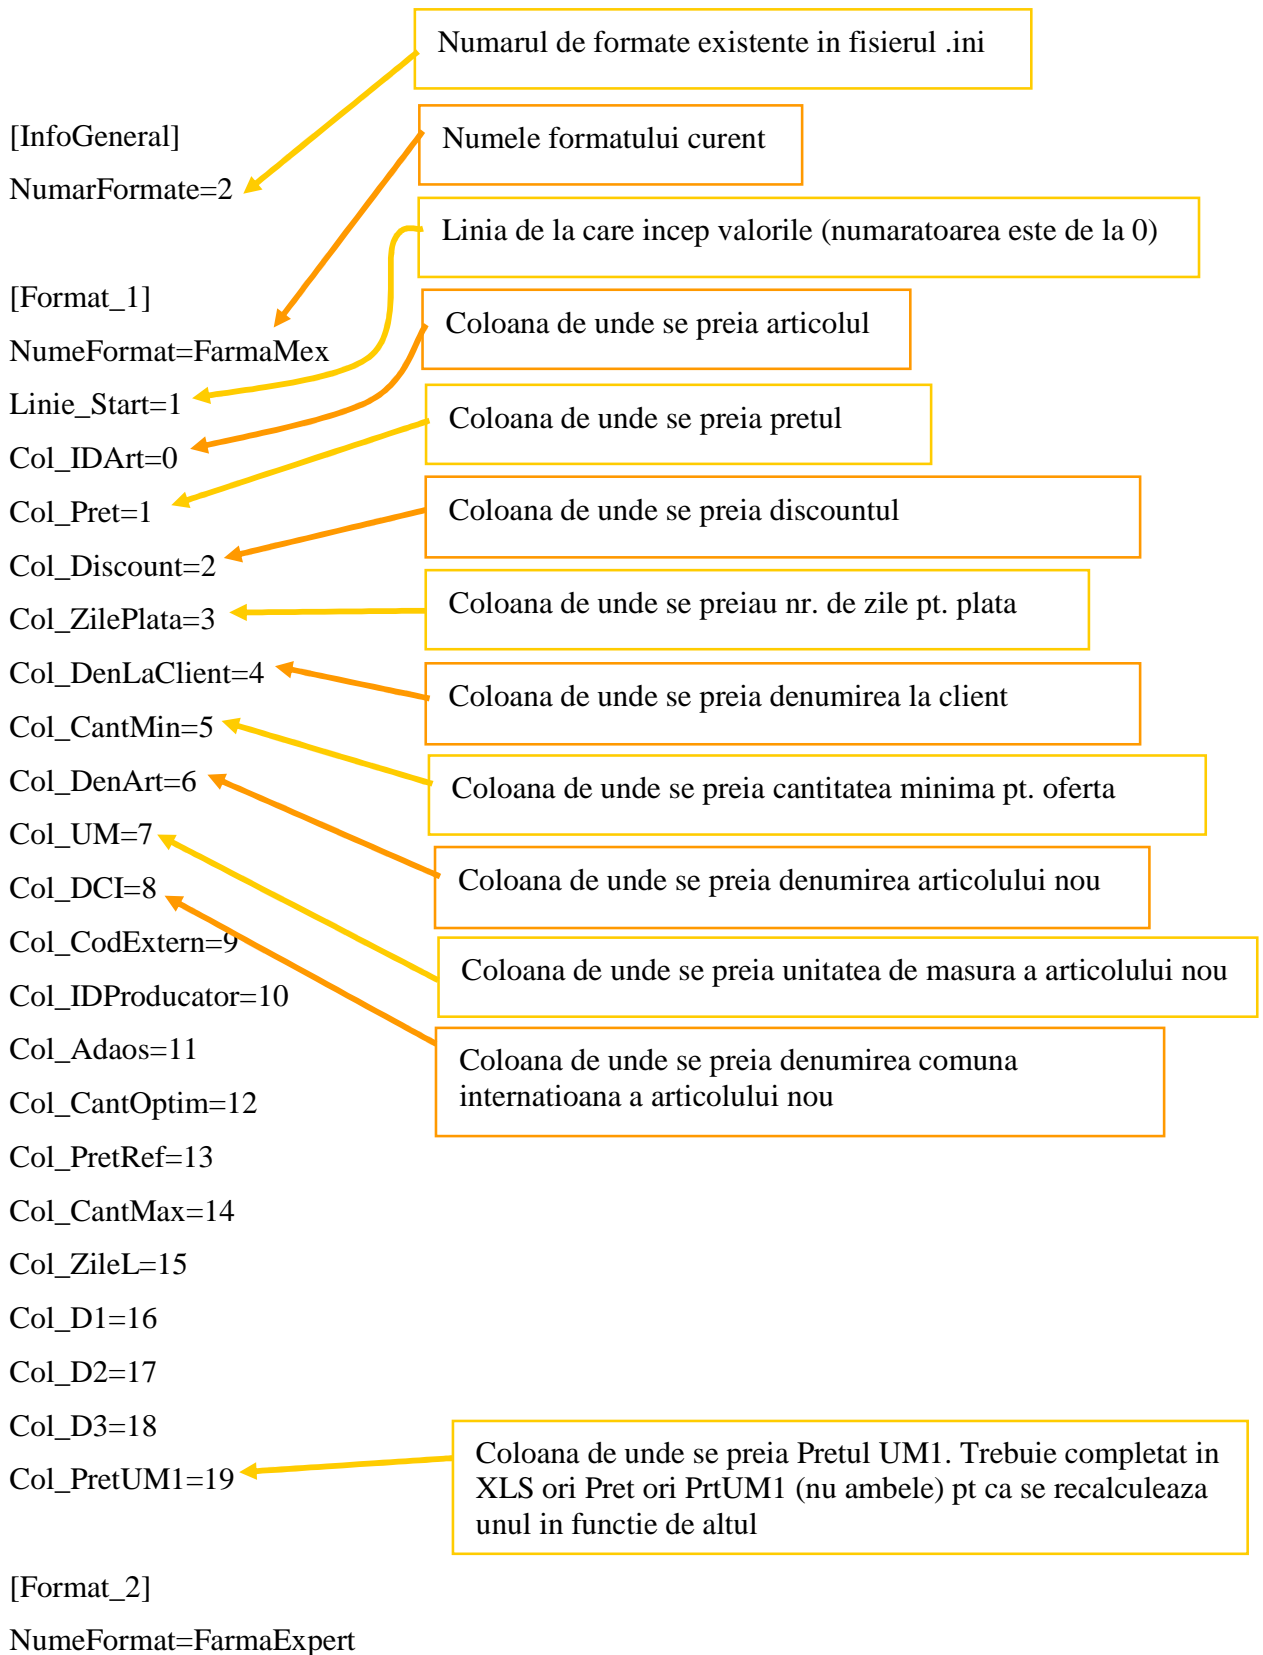 Numarul de formate existente in fisierul .ini
[InfoGeneral]
Numele formatului curent
NumarFormate=2
Linia de la care incep valorile (numaratoarea este de la 0)
[Format_1]
Coloana de unde se preia articolul
NumeFormat=FarmaMex
Linie_Start=1
Coloana de unde se preia pretul
Col_IDArt=0
Col_Pret=1
Coloana de unde se preia discountul
Col_Discount=2
Coloana de unde se preiau nr. de zile pt. plata
Col_ZilePlata=3
Col_DenLaClient=4
Coloana de unde se preia denumirea la client
Col_CantMin=5
Col_DenArt=6
Coloana de unde se preia cantitatea minima pt. oferta
Col_UM=7
Coloana de unde se preia denumirea articolului nou
Col_DCI=8
Col_CodExtern=9
Coloana de unde se preia unitatea de masura a articolului nou
Col_IDProducator=10
Col_Adaos=11
Coloana de unde se preia denumirea comuna
internatioana a articolului nou
Col_CantOptim=12
Col_PretRef=13
Col_CantMax=14
Col_ZileL=15
Col_D1=16
Col_D2=17
Col_D3=18
Col_PretUM1=19
Coloana de unde se preia Pretul UM1. Trebuie completat in
XLS ori Pret ori PrtUM1 (nu ambele) pt ca se recalculeaza
unul in functie de altul
[Format_2]
NumeFormat=FarmaExpert